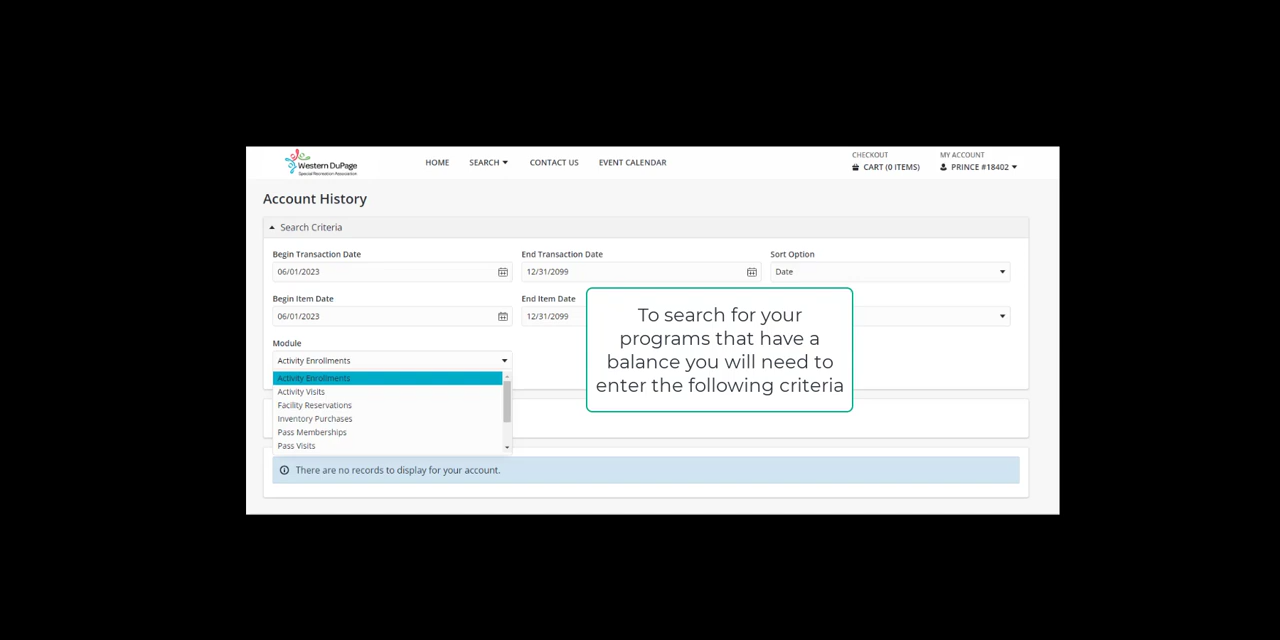 Western DuPage
Special Recreation Association
HOME
SEARCH
CONTACT US
EVENT CALENDAR
CHECKOUT
CART (0 ITEMS)
MY ACCOUNT
PRINCE #18402
Account History
Search Criteria
Begin Transaction Date
06/01/2023
End Transaction Date
12/31/2099
Sort Option
Date
Begin Item Date
06/01/2023
End Item Date
12/31/2099
To search for your
programs that have a
balance you will need to
enter the following criteria
Module
Activity Enrollments
Activity Enrollments
Activity Visits
Facility Reservations
Inventory Purchases
Pass Memberships
Pass Visits
There are no records to display for your account.